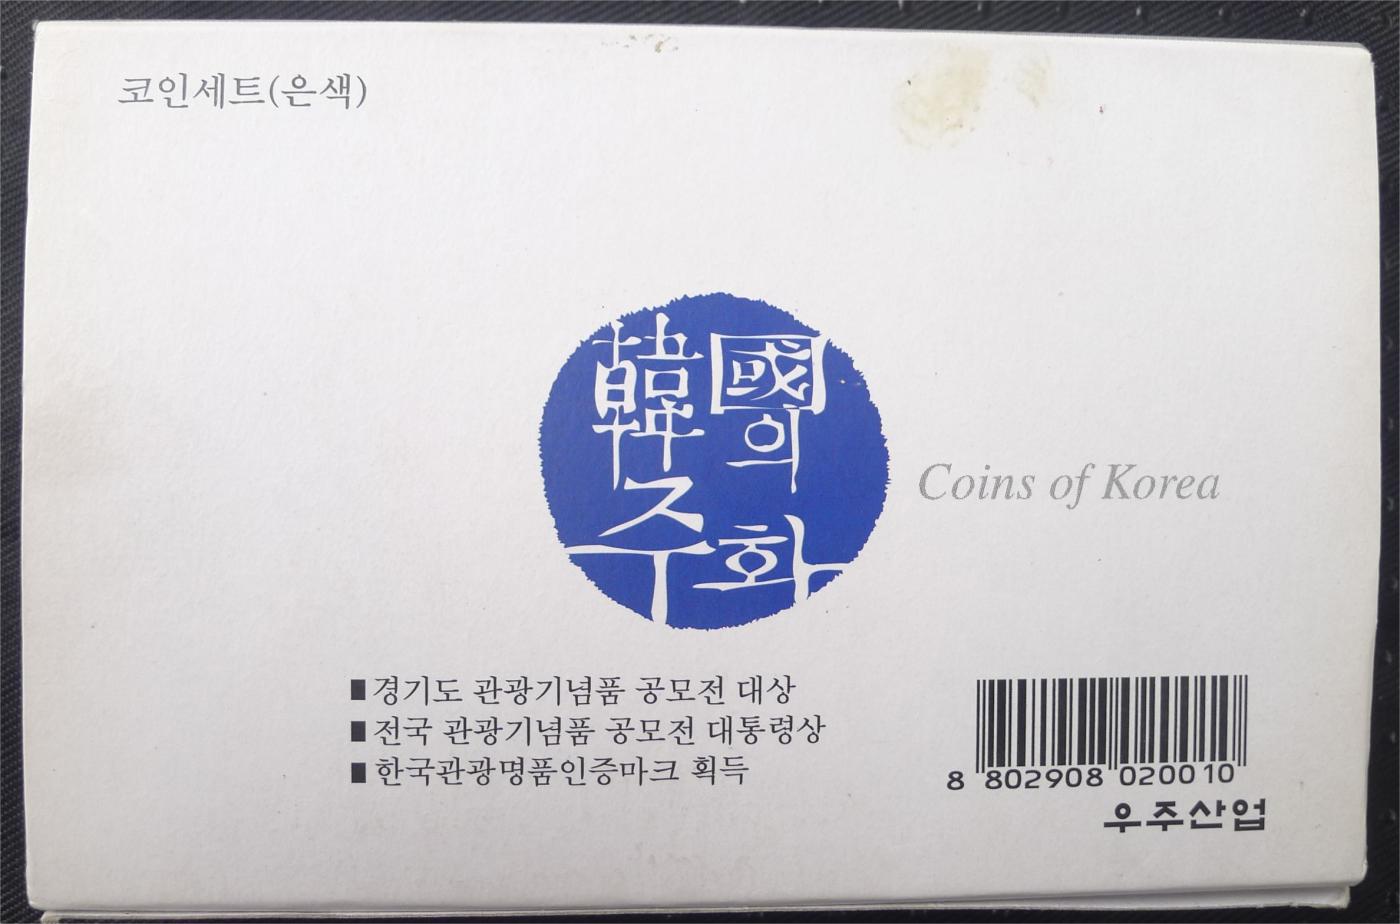 코인세트(은색)
韓國의
주화
Coins of Korea
■ 경기도 관광기념품 공모전 대상
■ 전국 관광기념품 공모전 대통령상
■ 한국관광명품인증마크 획득
8 802908 020010
우주산업